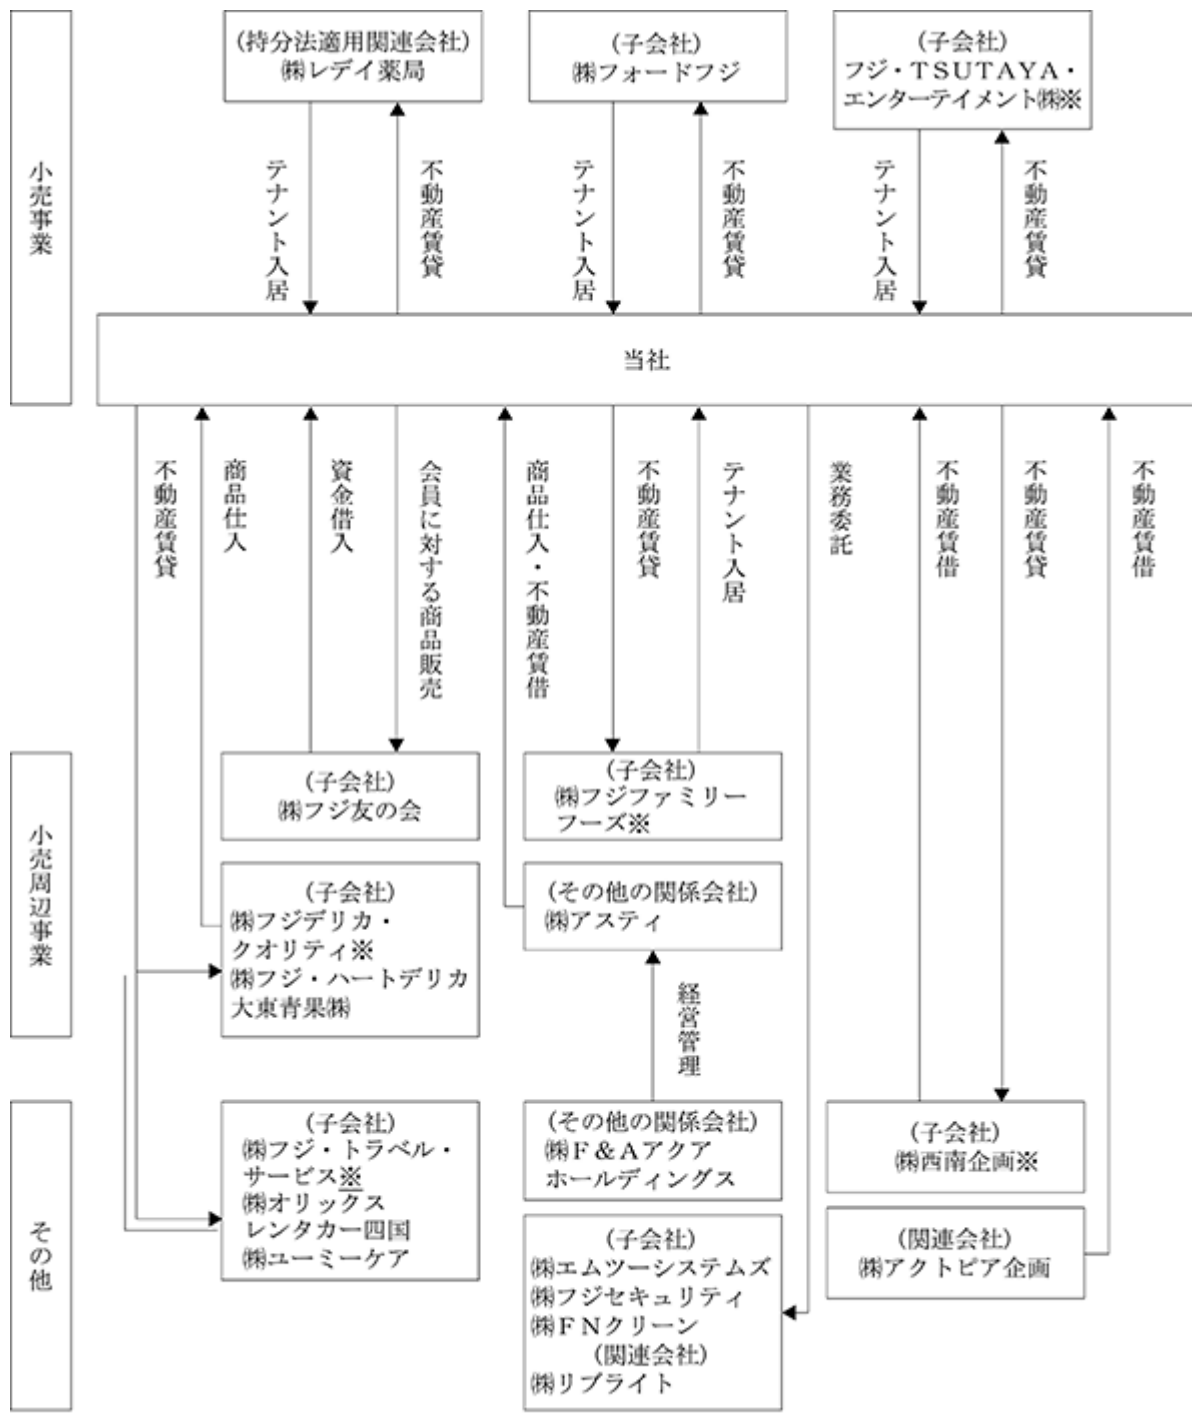 小売事業
(持分法適用関連会社)
㈱レデイ薬局
(子会社)
㈱フォードフジ
(子会社)
フジ・ＴＳＵＴＡＹＡ・
エンターテイメント㈱※
テナント入居
不動産賃貸
テナント入居
不動産賃貸
テナント入居
不動産賃貸
当社
不動産賃貸
商品仕入
資金借入
会員に対する商品販売
商品仕入・不動産賃借
不動産賃貸
テナント入居
業務委託
不動産賃借
不動産賃貸
不動産賃借
小売周辺事業
(子会社)
㈱フジ友の会
(子会社)
㈱フジファミリー
フーズ※
(子会社)
㈱フジデリカ・
クオリティ※
㈱フジ・ハートデリカ
大東青果㈱
(その他の関係会社)
㈱アスティ
経営管理
その他
(子会社)
㈱フジ・トラベル・
サービス※
㈱オリックス
レンタカー四国
㈱ユーミーケア
(その他の関係会社)
㈱Ｆ＆Ａアクア
ホールディングス
(子会社)
㈱西南企画※
(子会社)
㈱エムツーシステムズ
㈱フジセキュリティ
㈱ＦＮクリーン
(関連会社)
㈱リブライト
(関連会社)
㈱アクトピア企画